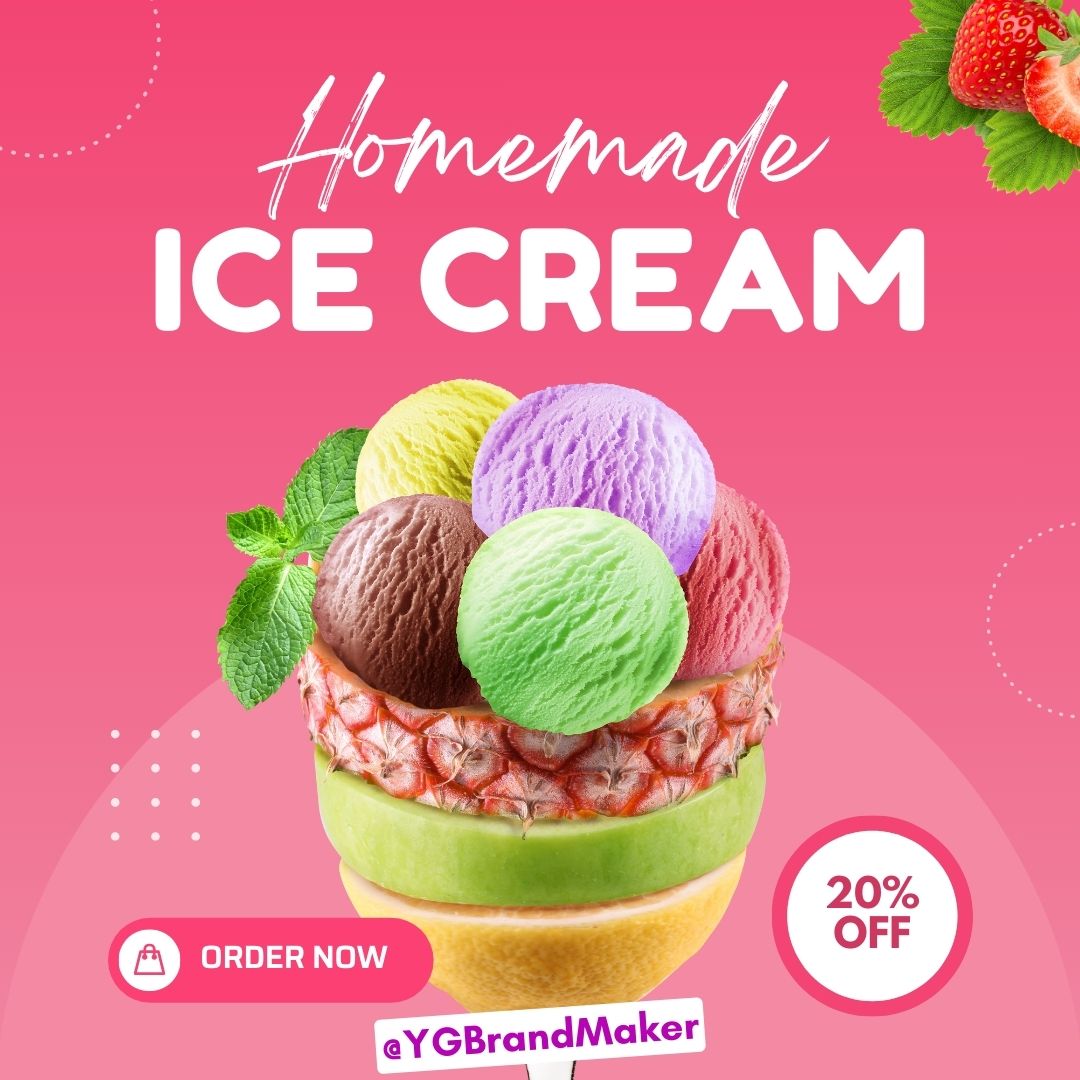 Homemade
ICE CREAM
20%
OFF
ORDER NOW
@YGBrandMaker